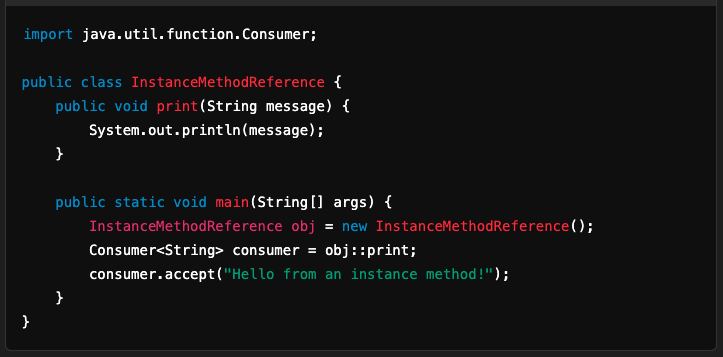 import java.util.function.Consumer;
public class InstanceMethodReference {
    public void print(String message) {
        System.out.println(message);
    }
    public static void main(String[] args) {
        InstanceMethodReference obj = new InstanceMethodReference();
        Consumer<String> consumer = obj::print;
        consumer.accept("Hello from an instance method!");
    }
}